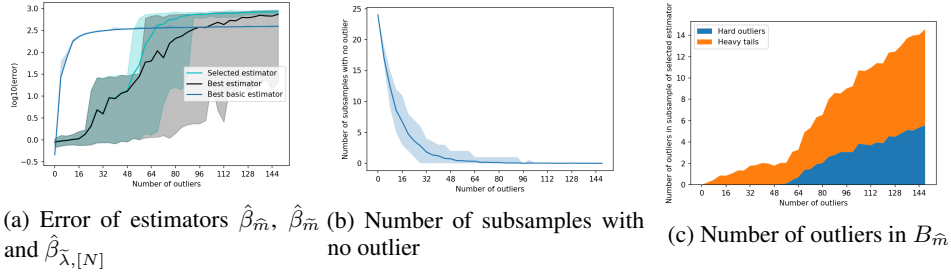 3.0
2.5
2.0
1.5
1.0
0.5
0.0
−0.5
log10(error)
Selected estimator
Best estimator
Best basic estimator
0 16 32 48 64 80 96 112 128 144
Number of outliers
(a) Error of estimators β̂_m̂, β̂_m̃ and β̂_λ̃,[N]
25
20
15
10
5
0
Number of subsamples with no outlier
0 16 32 48 64 80 96 112 128 144
Number of outliers
(b) Number of subsamples with no outlier
14
12
10
8
6
4
2
0
Number of outliers in subsample of selected estimator
Hard outliers
Heavy tails
0 16 32 48 64 80 96 112 128 144
Number of outliers
(c) Number of outliers in B_m̂